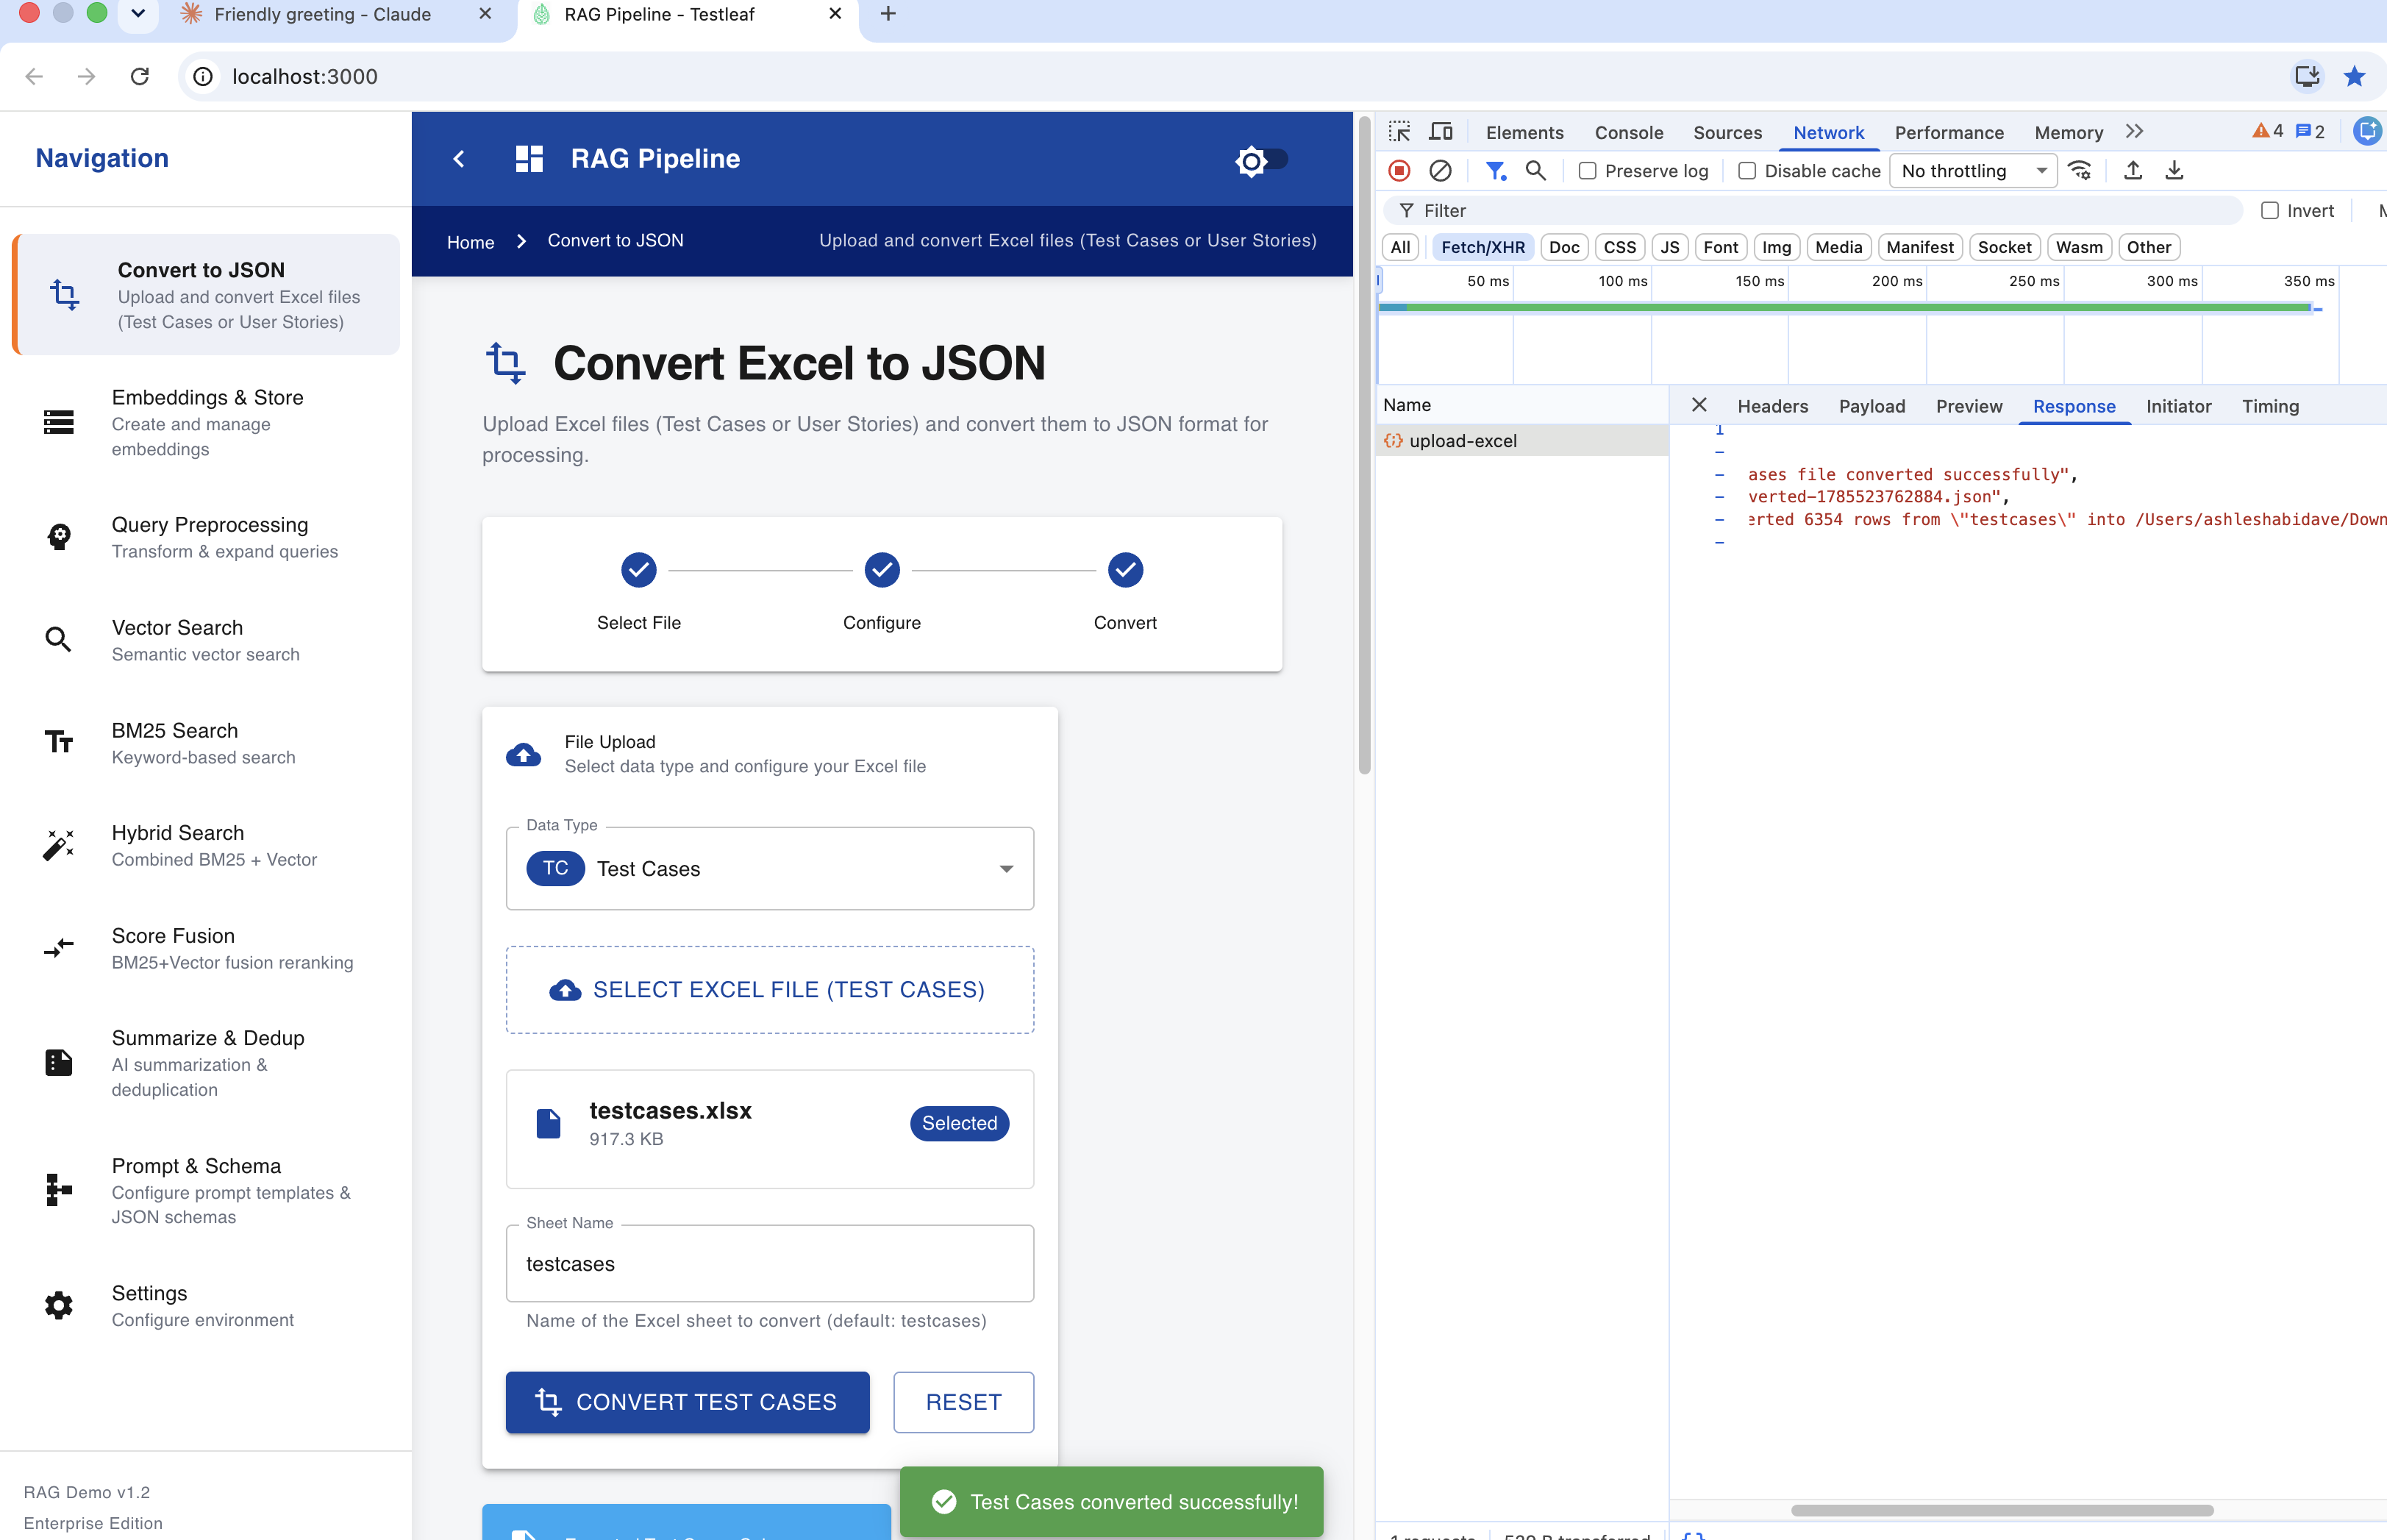 Friendly greeting - Claude
RAG Pipeline - Testleaf
localhost:3000
Navigation
Convert to JSON
Upload and convert Excel files
(Test Cases or User Stories)
Embeddings & Store
Create and manage
embeddings
Query Preprocessing
Transform & expand queries
Vector Search
Semantic vector search
BM25 Search
Keyword-based search
Hybrid Search
Combined BM25 + Vector
Score Fusion
BM25+Vector fusion reranking
Summarize & Dedup
AI summarization &
deduplication
Prompt & Schema
Configure prompt templates &
JSON schemas
Settings
Configure environment
RAG Demo v1.2
Enterprise Edition
RAG Pipeline
Home
Convert to JSON
Upload and convert Excel files (Test Cases or User Stories)
Convert Excel to JSON
Upload Excel files (Test Cases or User Stories) and convert them to JSON format for
processing.
Select File
Configure
Convert
File Upload
Select data type and configure your Excel file
Data Type
TC Test Cases
SELECT EXCEL FILE (TEST CASES)
testcases.xlsx
917.3 KB
Selected
Sheet Name
testcases
Name of the Excel sheet to convert (default: testcases)
CONVERT TEST CASES
RESET
Test Cases converted successfully!
Elements Console Sources Network Performance Memory 4 2
Preserve log Disable cache No throttling
Filter Invert
All Fetch/XHR Doc CSS JS Font Img Media Manifest Socket Wasm Other
50 ms 100 ms 150 ms 200 ms 250 ms 300 ms 350 ms
Name
upload-excel
Headers Payload Preview Response Initiator Timing
1
-
- ases file converted successfully",
- verted-1785523762884.json",
- erted 6354 rows from \"testcases\" into /Users/ashleshabidave/Down
-
1 requests